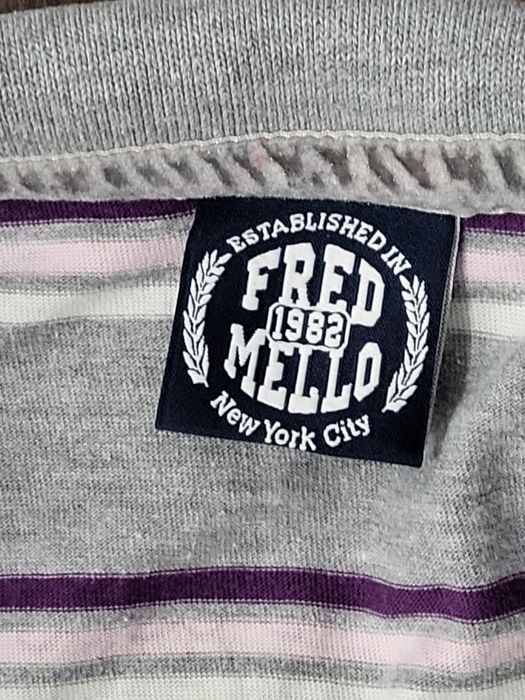 ESTABLISHED IN
FRED
1982
MELLO
New York City